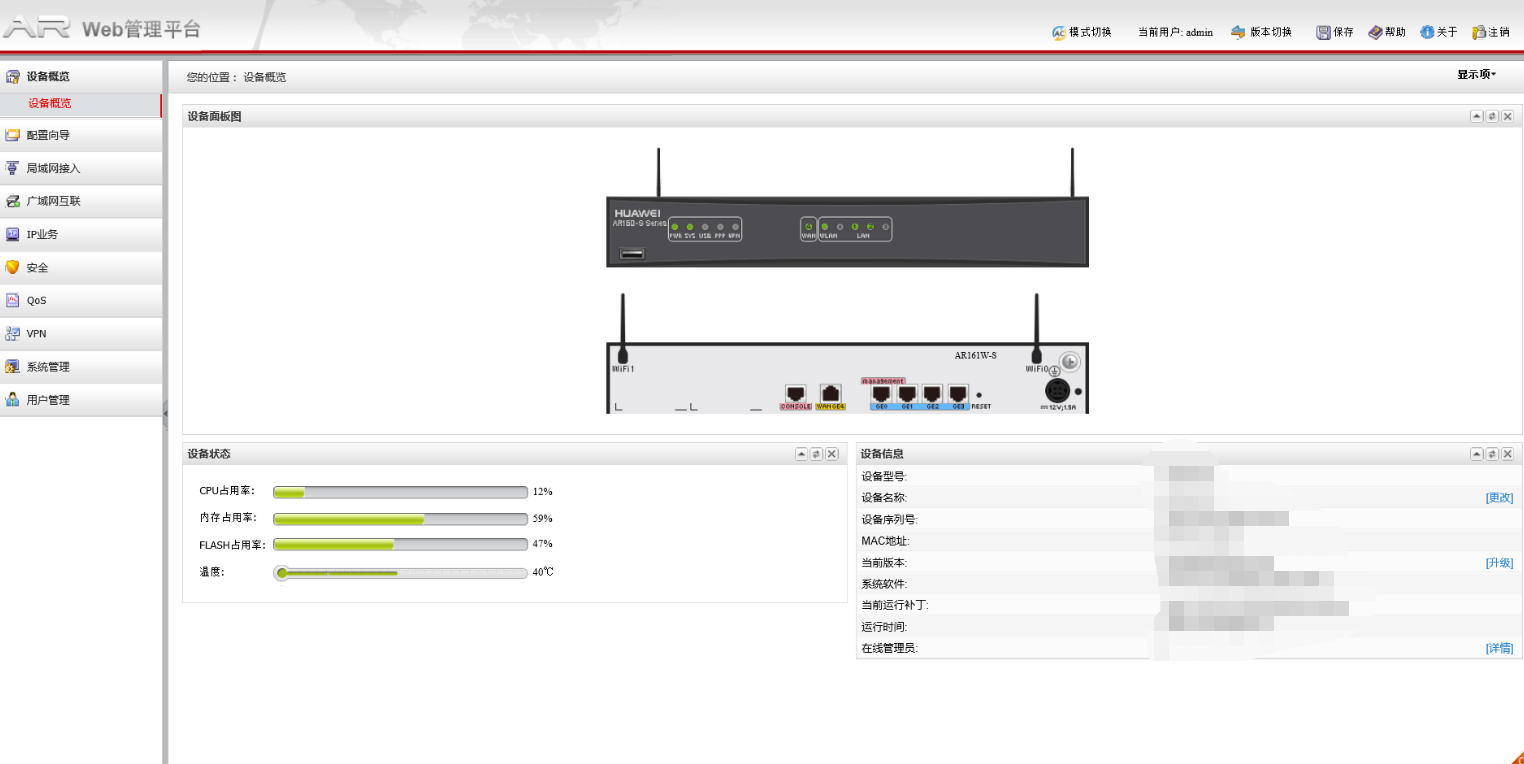 AR Web管理平台
模式切换 当前用户: admin 版本切换 保存 帮助 关于 注销
设备概览
设备概览
配置向导
局域网接入
广域网互联
IP业务
安全
QoS
VPN
系统管理
用户管理
您的位置： 设备概览
显示项
设备面板图
HUAWEI
AR160-S Series
PWR SYS USB PPP VPN
WAN WLAN LAN
AR161W-S
WiFi1
WiFi0
management
CONSOLE WAN GE4 GE0 GE1 GE2 GE3 RESET
12V;1.5A
设备状态
CPU占用率: 12%
内存占用率: 59%
FLASH占用率: 47%
温度: 40℃
设备信息
设备型号:
设备名称: [更改]
设备序列号:
MAC地址:
当前版本: [升级]
系统软件:
当前运行补丁:
运行时间:
在线管理员: [详情]